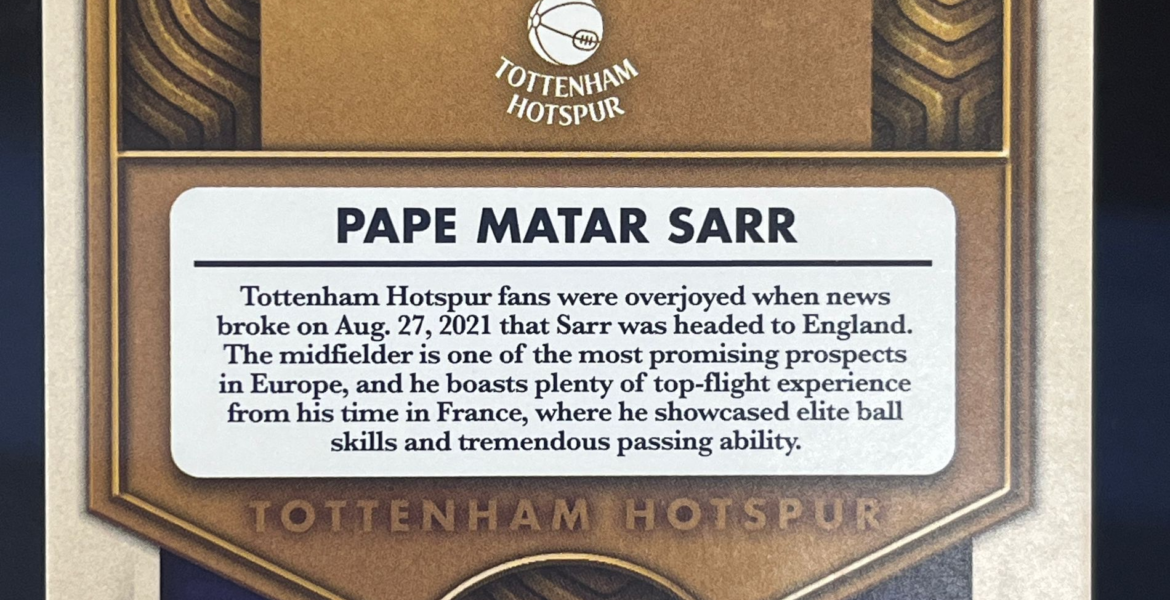 TOTTENHAM
HOTSPUR
PAPE MATAR SARR
Tottenham Hotspur fans were overjoyed when news
broke on Aug. 27, 2021 that Sarr was headed to England.
The midfielder is one of the most promising prospects
in Europe, and he boasts plenty of top-flight experience
from his time in France, where he showcased elite ball
skills and tremendous passing ability.
TOTTENHAM HOTSPUR